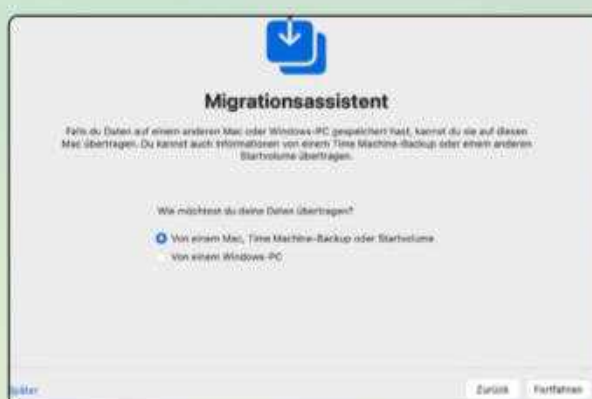 Migrationsassistent
Falls du Daten auf einem anderen Mac oder Windows-PC gespeichert hast, kannst du sie auf diesen
Mac übertragen. Du kannst auch Informationen von einem Time Machine-Backup oder einem anderen
Startvolume übertragen.
Wie möchtest du deine Daten übertragen?
Von einem Mac, Time Machine-Backup oder Startvolume
Von einem Windows-PC
Später
Zurück
Fortfahren